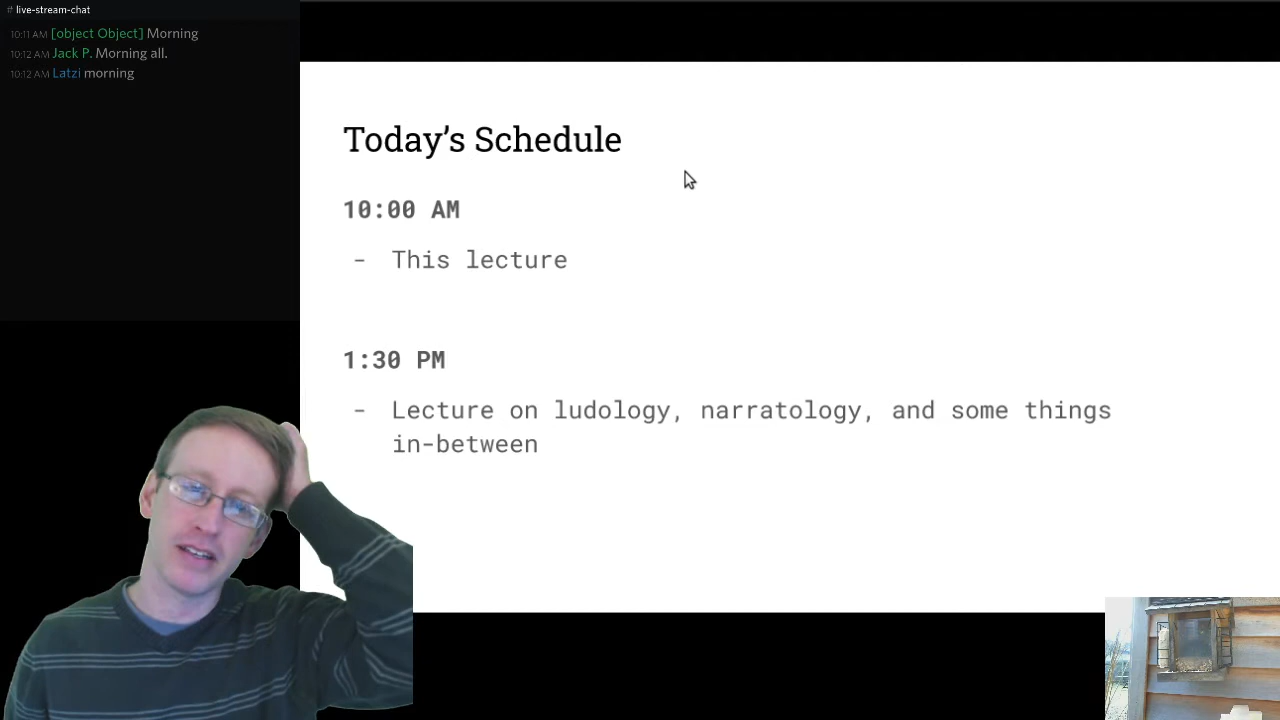 # live-stream-chat
10:11 AM [object Object] Morning
10:12 AM Jack P. Morning all.
10:12 AM Latzi morning
Today's Schedule
10:00 AM
- This lecture
1:30 PM
- Lecture on ludology, narratology, and some things
in-between